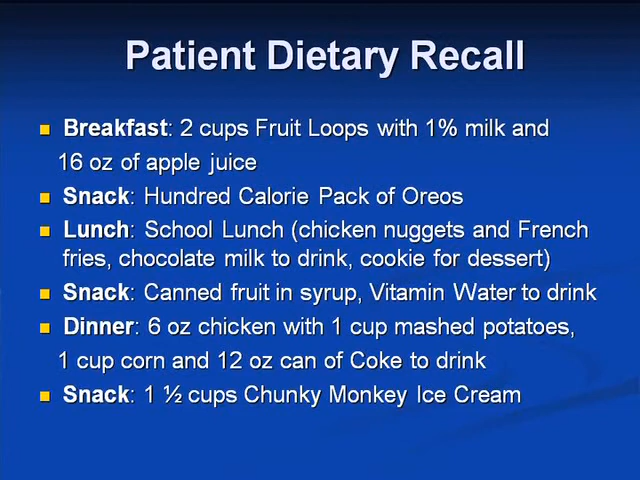 Patient Dietary Recall
Breakfast: 2 cups Fruit Loops with 1% milk and
16 oz of apple juice
Snack: Hundred Calorie Pack of Oreos
Lunch: School Lunch (chicken nuggets and French
fries, chocolate milk to drink, cookie for dessert)
Snack: Canned fruit in syrup, Vitamin Water to drink
Dinner: 6 oz chicken with 1 cup mashed potatoes,
1 cup corn and 12 oz can of Coke to drink
Snack: 1 ½ cups Chunky Monkey Ice Cream